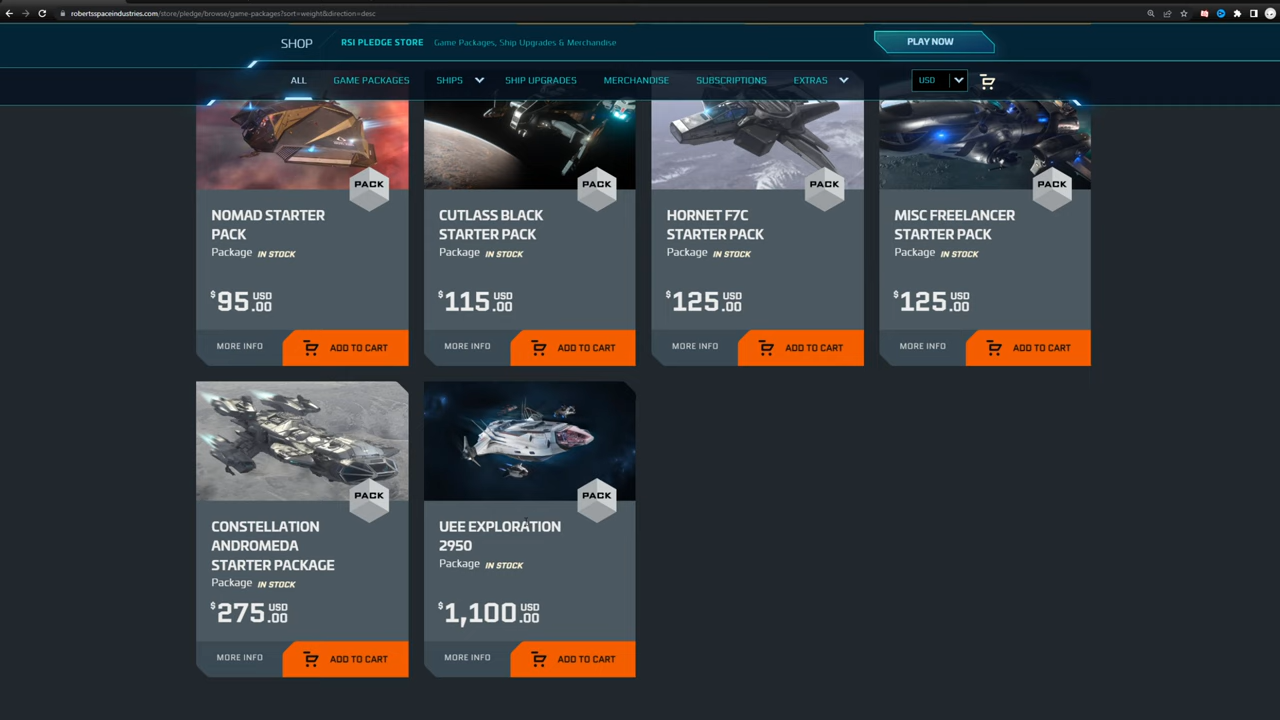 robertsspaceindustries.com/store/pledge/browse/game-packages?sort=weight&direction=desc
SHOP RSI PLEDGE STORE Game Packages, Ship Upgrades & Merchandise PLAY NOW
ALL GAME PACKAGES SHIPS SHIP UPGRADES MERCHANDISE SUBSCRIPTIONS EXTRAS USD
PACK PACK PACK PACK
NOMAD STARTER PACK
Package IN STOCK
$95 USD .00
MORE INFO ADD TO CART
CUTLASS BLACK STARTER PACK
Package IN STOCK
$115 USD .00
MORE INFO ADD TO CART
HORNET F7C STARTER PACK
Package IN STOCK
$125 USD .00
MORE INFO ADD TO CART
MISC FREELANCER STARTER PACK
Package IN STOCK
$125 USD .00
MORE INFO ADD TO CART
PACK PACK
CONSTELLATION ANDROMEDA STARTER PACKAGE
Package IN STOCK
$275 USD .00
MORE INFO ADD TO CART
UEE EXPLORATION 2950
Package IN STOCK
$1,100 USD .00
MORE INFO ADD TO CART